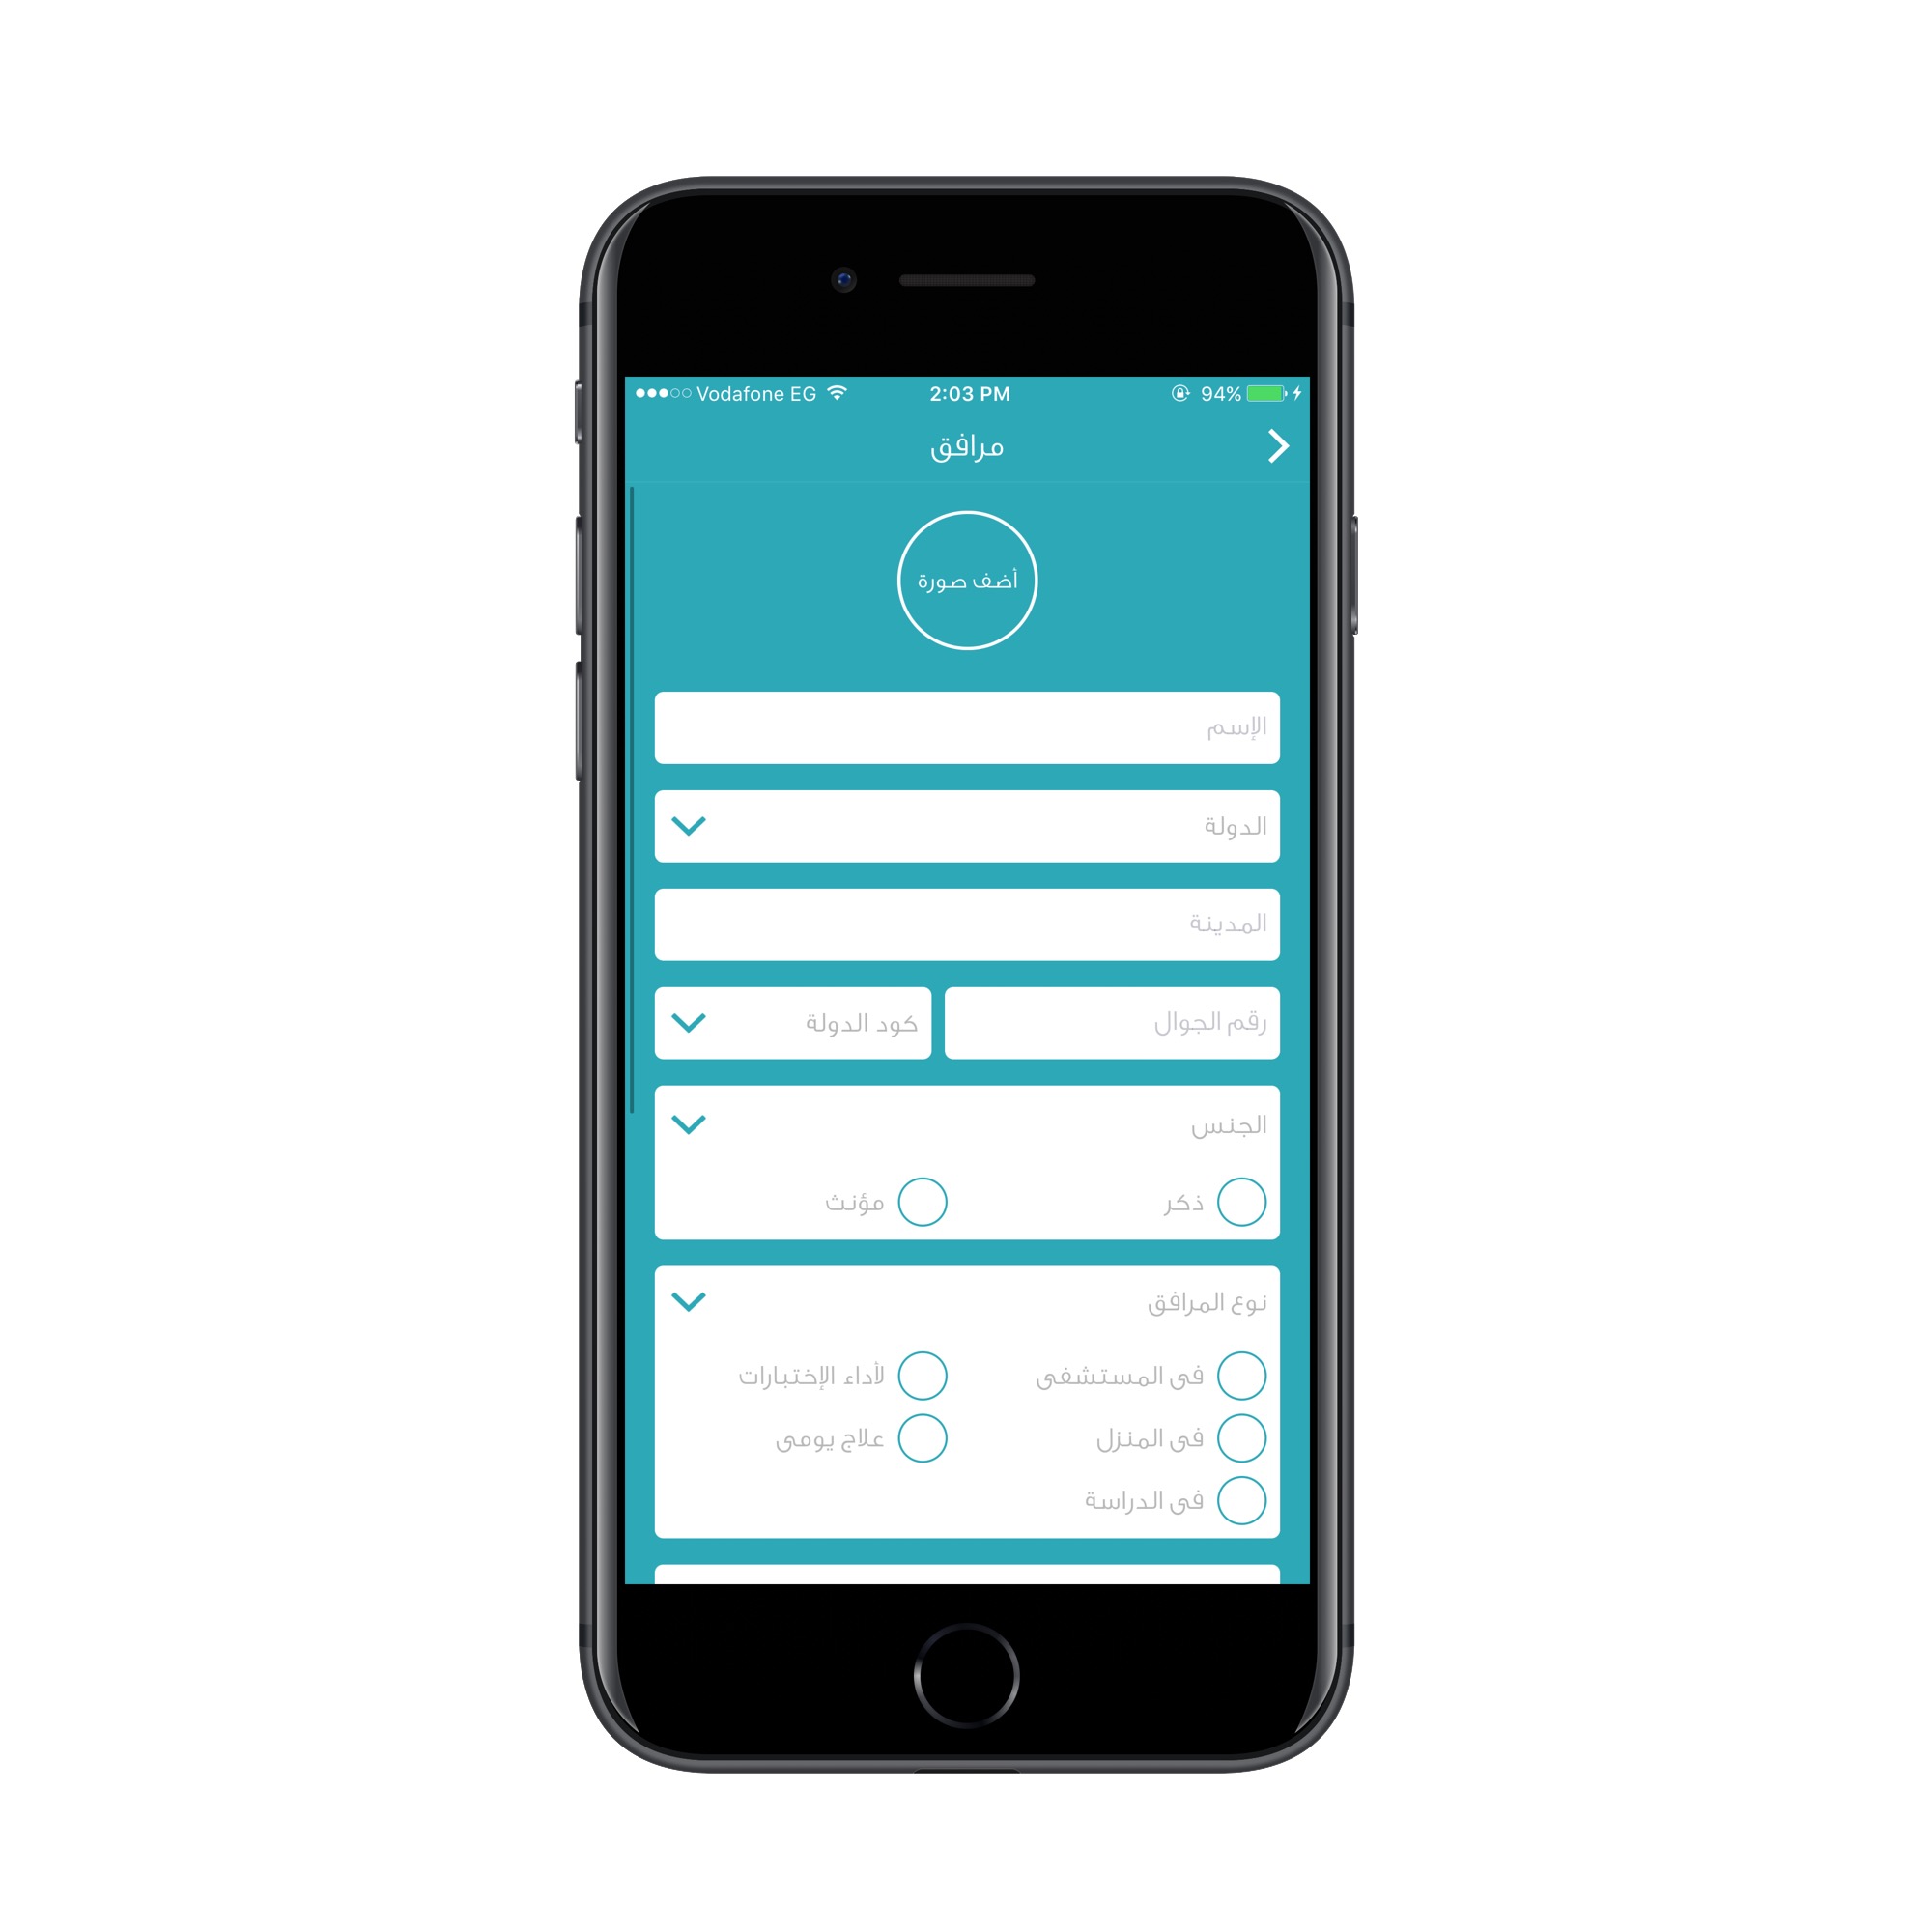 Vodafone EG 2:03 PM 94%
مرافق
أضف صورة
الإسم
الدولة
المدينة
رقم الجوال كود الدولة
الجنس
ذكر مؤنث
نوع المرافق
فى المستشفى لأداء الإختبارات
فى المنزل علاج يومى
فى الدراسة